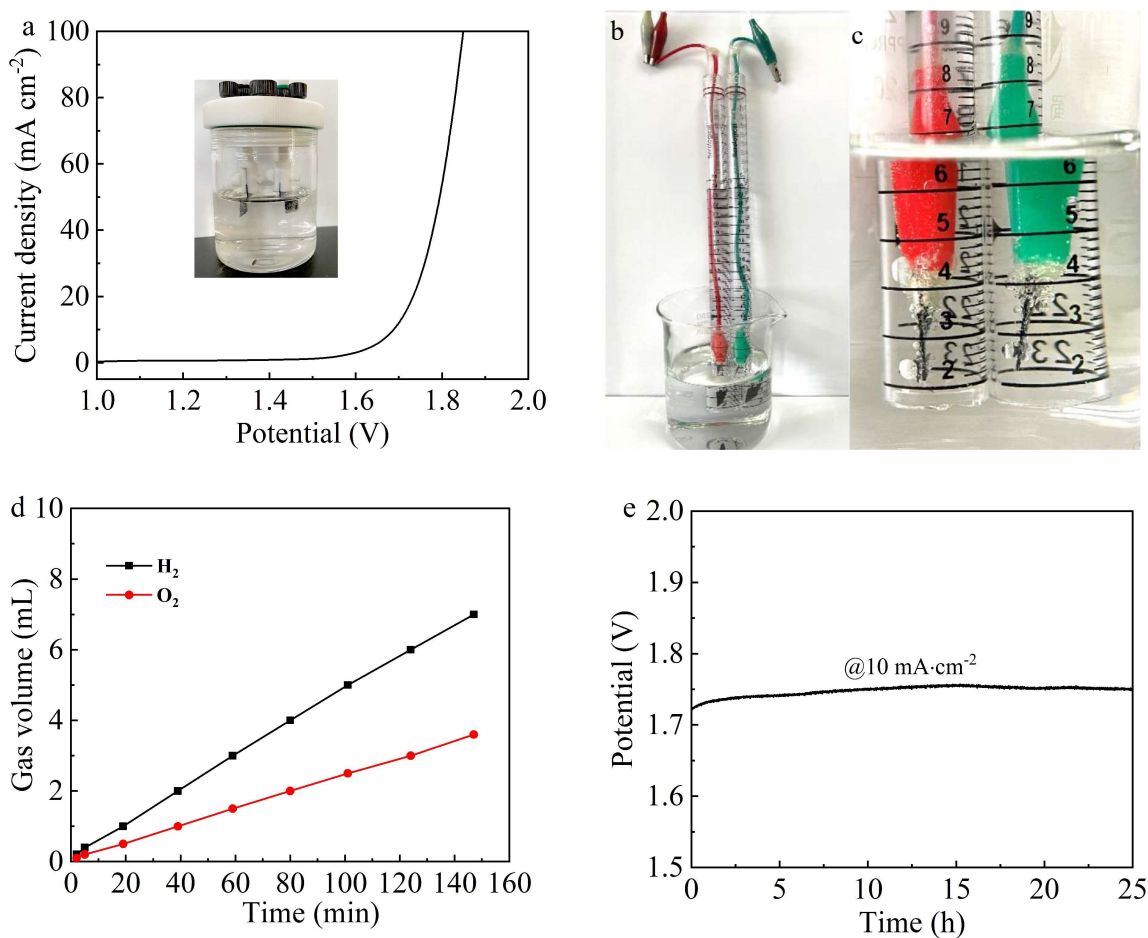 a
Current density (mA cm-2)
100
80
60
40
20
0
1.0 1.2 1.4 1.6 1.8 2.0
Potential (V)
b
c
9 9
8 8
7 7
6 6
5 5
4 4
3 3
2 2
22
23
d
Gas volume (mL)
10
8
6
4
2
0
H2
O2
0 20 40 60 80 100 120 140 160
Time (min)
e
Potential (V)
2.0
1.9
1.8
1.7
1.6
1.5
@10 mA·cm-2
0 5 10 15 20 25
Time (h)